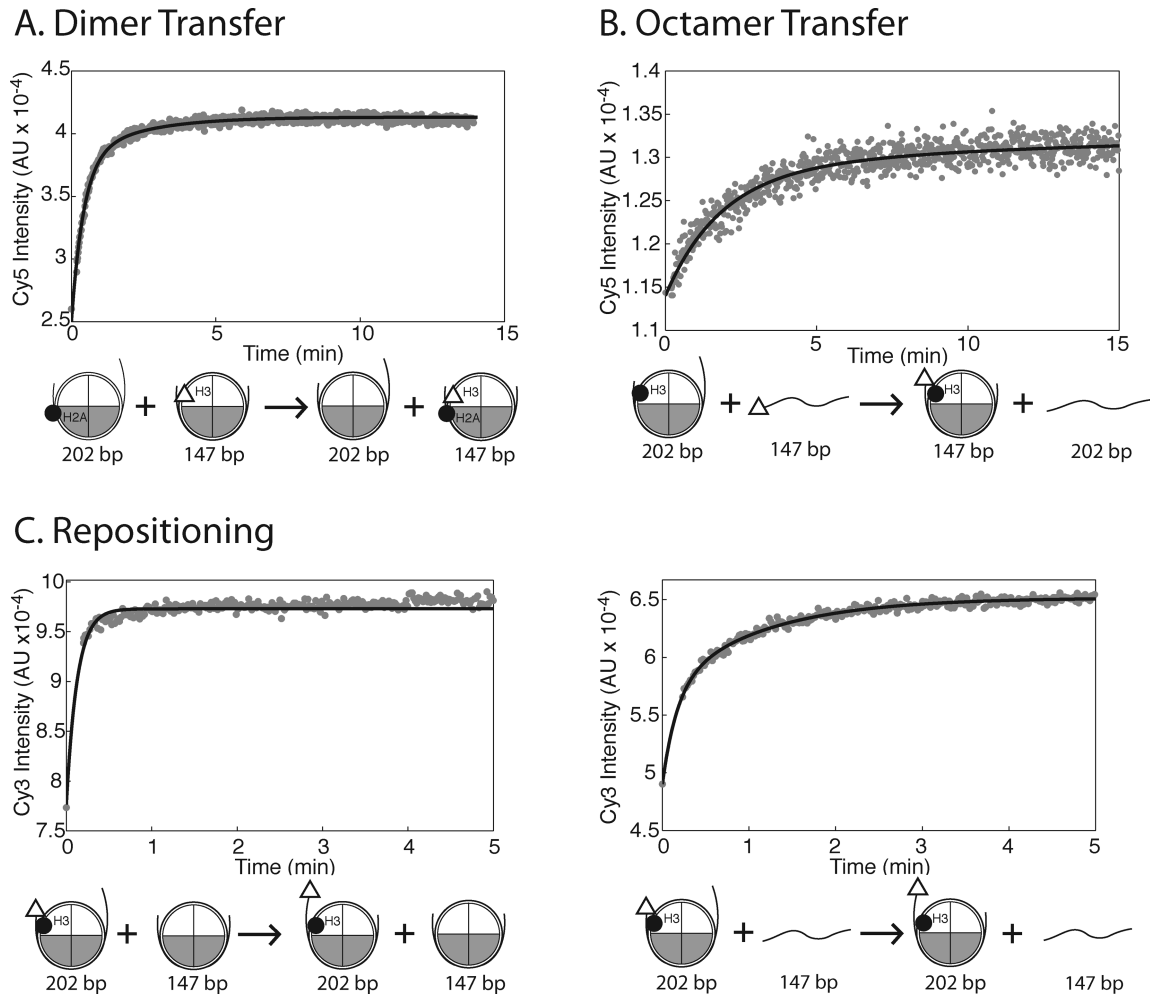 A. Dimer Transfer
4.5
4
3.5
3
2.5
Cy5 Intensity (AU x 10-4)
0 5 10 15
Time (min)
H2A
202 bp
+
H3
147 bp
202 bp
+
H3
H2A
147 bp
B. Octamer Transfer
1.4
1.35
1.3
1.25
1.2
1.15
1.1
Cy5 Intensity (AU x 10-4)
0 5 10 15
Time (min)
H3
202 bp
+
147 bp
H3
147 bp
+
202 bp
C. Repositioning
10
9.5
9
8.5
8
7.5
Cy3 Intensity (AU x10-4)
0 1 2 3 4 5
Time (min)
H3
202 bp
+
147 bp
H3
202 bp
+
147 bp
6.5
6
5.5
5
4.5
Cy3 Intensity (AU x 10-4)
0 1 2 3 4 5
Time (min)
H3
202 bp
+
147 bp
H3
202 bp
+
147 bp